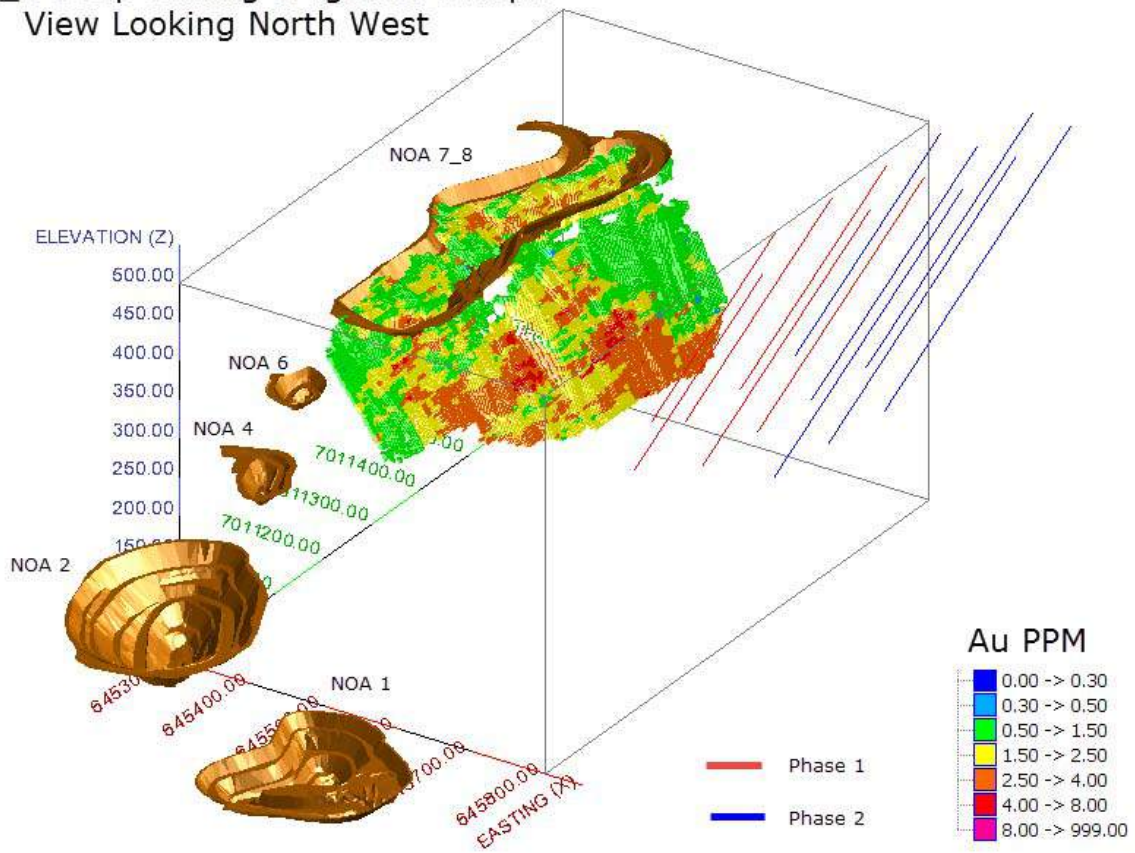 View Looking North West
NOA 7_8
ELEVATION (Z)
500.00
450.00
400.00
350.00
300.00
250.00
200.00
NOA 6
NOA 4
NOA 2
NOA 1
7011400.00
7011200.00
645400.00
645800.00
EASTING (X)
Phase 1
Phase 2
Au PPM
0.00 -> 0.30
0.30 -> 0.50
0.50 -> 1.50
1.50 -> 2.50
2.50 -> 4.00
4.00 -> 8.00
8.00 -> 999.00